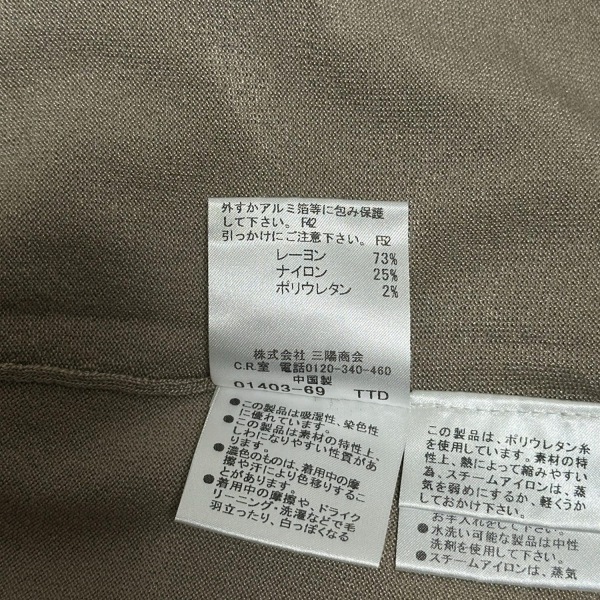 外すかアルミ箔等に包み保護
して下さい。 F42
引っかけにご注意下さい。 F52
レーヨン 73%
ナイロン 25%
ポリウレタン 2%
株式会社 三陽商会
C.R.室 電話0120-340-460
中国製
01403-69 TTD
●この製品は吸湿性、染色性
に優れています。
●この製品は素材の特性上、
しわになりやすい性質があ
ります。
●濃色のものは、着用中の摩
擦や汗により色移りするこ
とがあります。
●着用中の摩擦や、ドライク
リーニング・洗濯などで毛
羽立ったり、白っぽくなる
この製品は、ポリウレタン糸
を使用しています。素材の特
性上、熱によって縮みやすい
為、スチームアイロンは、蒸
気を弱めにするか、軽くうか
しておかけ下さい。
お手入れをして下さい。
●水洗い可能な製品は中性
洗剤を使用して下さい。
●スチームアイロンは、蒸気